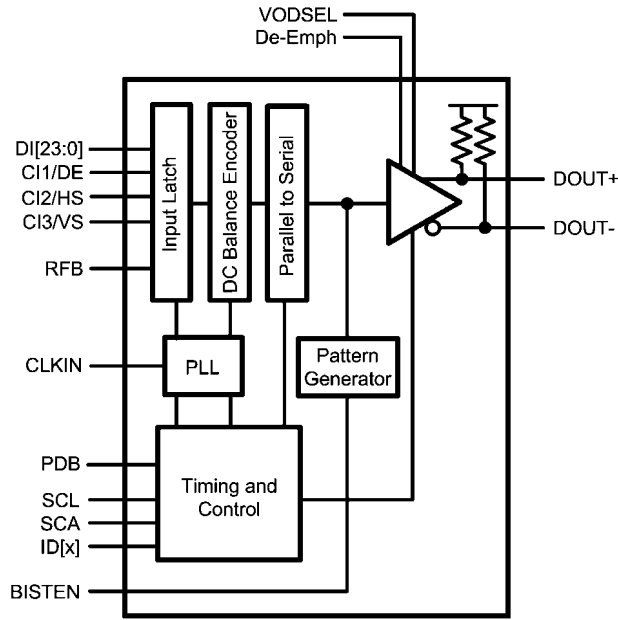 VODSEL
De-Emph
DI[23:0]
CI1/DE
CI2/HS
CI3/VS
RFB
Input Latch
DC Balance Encoder
Parallel to Serial
DOUT+
DOUT-
CLKIN
PLL
Pattern
Generator
PDB
SCL
SCA
ID[x]
Timing and
Control
BISTEN